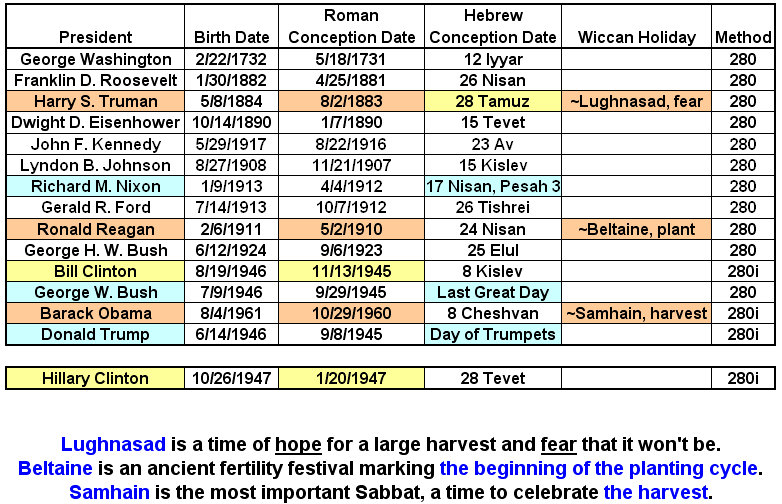 President | Birth Date | Roman Conception Date | Hebrew Conception Date | Wiccan Holiday | Method
George Washington | 2/22/1732 | 5/18/1731 | 12 Iyyar | | 280
Franklin D. Roosevelt | 1/30/1882 | 4/25/1881 | 26 Nisan | | 280
Harry S. Truman | 5/8/1884 | 8/2/1883 | 28 Tamuz | ~Lughnasad, fear | 280
Dwight D. Eisenhower | 10/14/1890 | 1/7/1890 | 15 Tevet | | 280
John F. Kennedy | 5/29/1917 | 8/22/1916 | 23 Av | | 280
Lyndon B. Johnson | 8/27/1908 | 11/21/1907 | 15 Kislev | | 280
Richard M. Nixon | 1/9/1913 | 4/4/1912 | 17 Nisan, Pesah 3 | | 280
Gerald R. Ford | 7/14/1913 | 10/7/1912 | 26 Tishrei | | 280
Ronald Reagan | 2/6/1911 | 5/2/1910 | 24 Nisan | ~Beltaine, plant | 280
George H. W. Bush | 6/12/1924 | 9/6/1923 | 25 Elul | | 280
Bill Clinton | 8/19/1946 | 11/13/1945 | 8 Kislev | | 280i
George W. Bush | 7/9/1946 | 9/29/1945 | Last Great Day | | 280
Barack Obama | 8/4/1961 | 10/29/1960 | 8 Cheshvan | ~Samhain, harvest | 280i
Donald Trump | 6/14/1946 | 9/8/1945 | Day of Trumpets | | 280i
Hillary Clinton | 10/26/1947 | 1/20/1947 | 28 Tevet | | 280i
Lughnasad is a time of hope for a large harvest and fear that it won't be.
Beltaine is an ancient fertility festival marking the beginning of the planting cycle.
Samhain is the most important Sabbat, a time to celebrate the harvest.